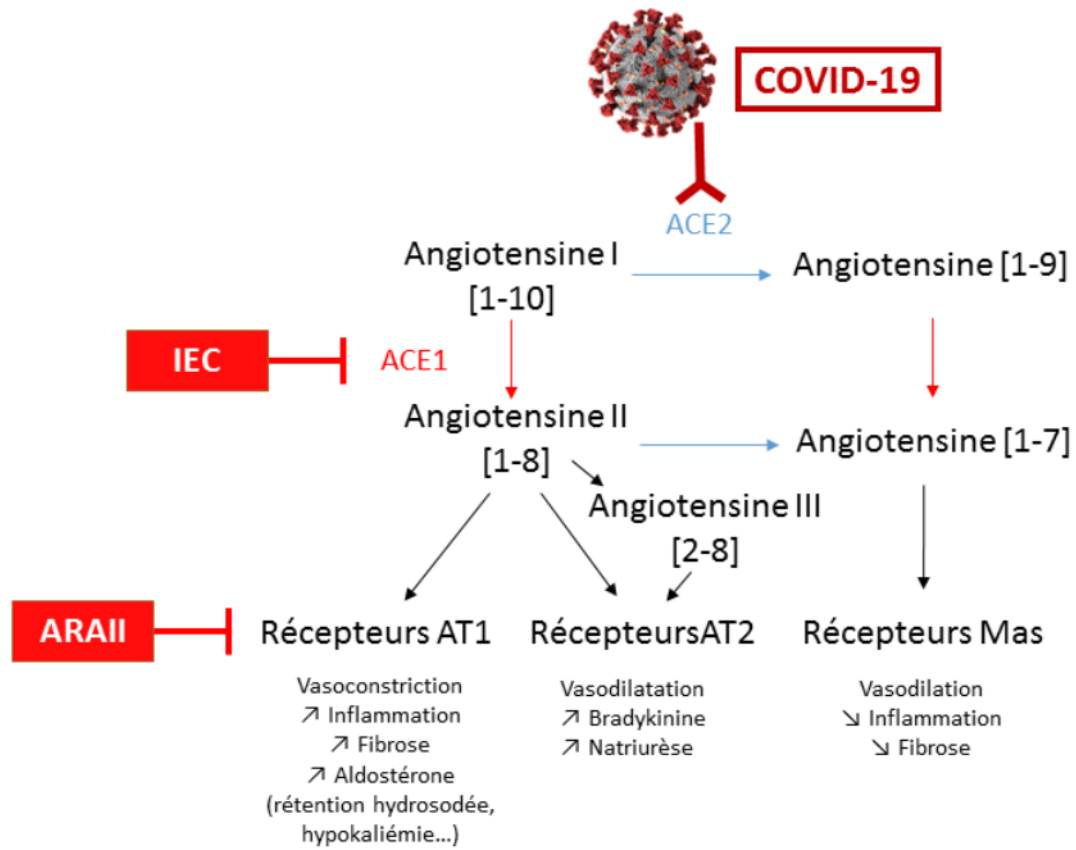 COVID-19
ACE2
Angiotensine I
[1-10]
Angiotensine [1-9]
IEC
ACE1
Angiotensine II
[1-8]
Angiotensine [1-7]
Angiotensine III
[2-8]
ARAII
Récepteurs AT1
RécepteursAT2
Récepteurs Mas
Vasoconstriction
↗ Inflammation
↗ Fibrose
↗ Aldostérone
(rétention hydrosodée,
hypokaliémie...)
Vasodilatation
↗ Bradykinine
↗ Natriurèse
Vasodilation
↘ Inflammation
↘ Fibrose